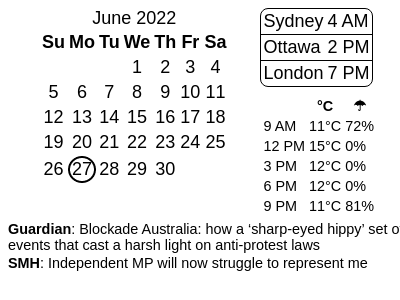 June 2022
Su Mo Tu We Th Fr Sa
1 2 3 4
5 6 7 8 9 10 11
12 13 14 15 16 17 18
19 20 21 22 23 24 25
26 27 28 29 30
Sydney 4 AM
Ottawa 2 PM
London 7 PM
°C ☂
9 AM 11°C 72%
12 PM 15°C 0%
3 PM 12°C 0%
6 PM 12°C 0%
9 PM 11°C 81%
Guardian: Blockade Australia: how a ‘sharp-eyed hippy’ set o
events that cast a harsh light on anti-protest laws
SMH: Independent MP will now struggle to represent me